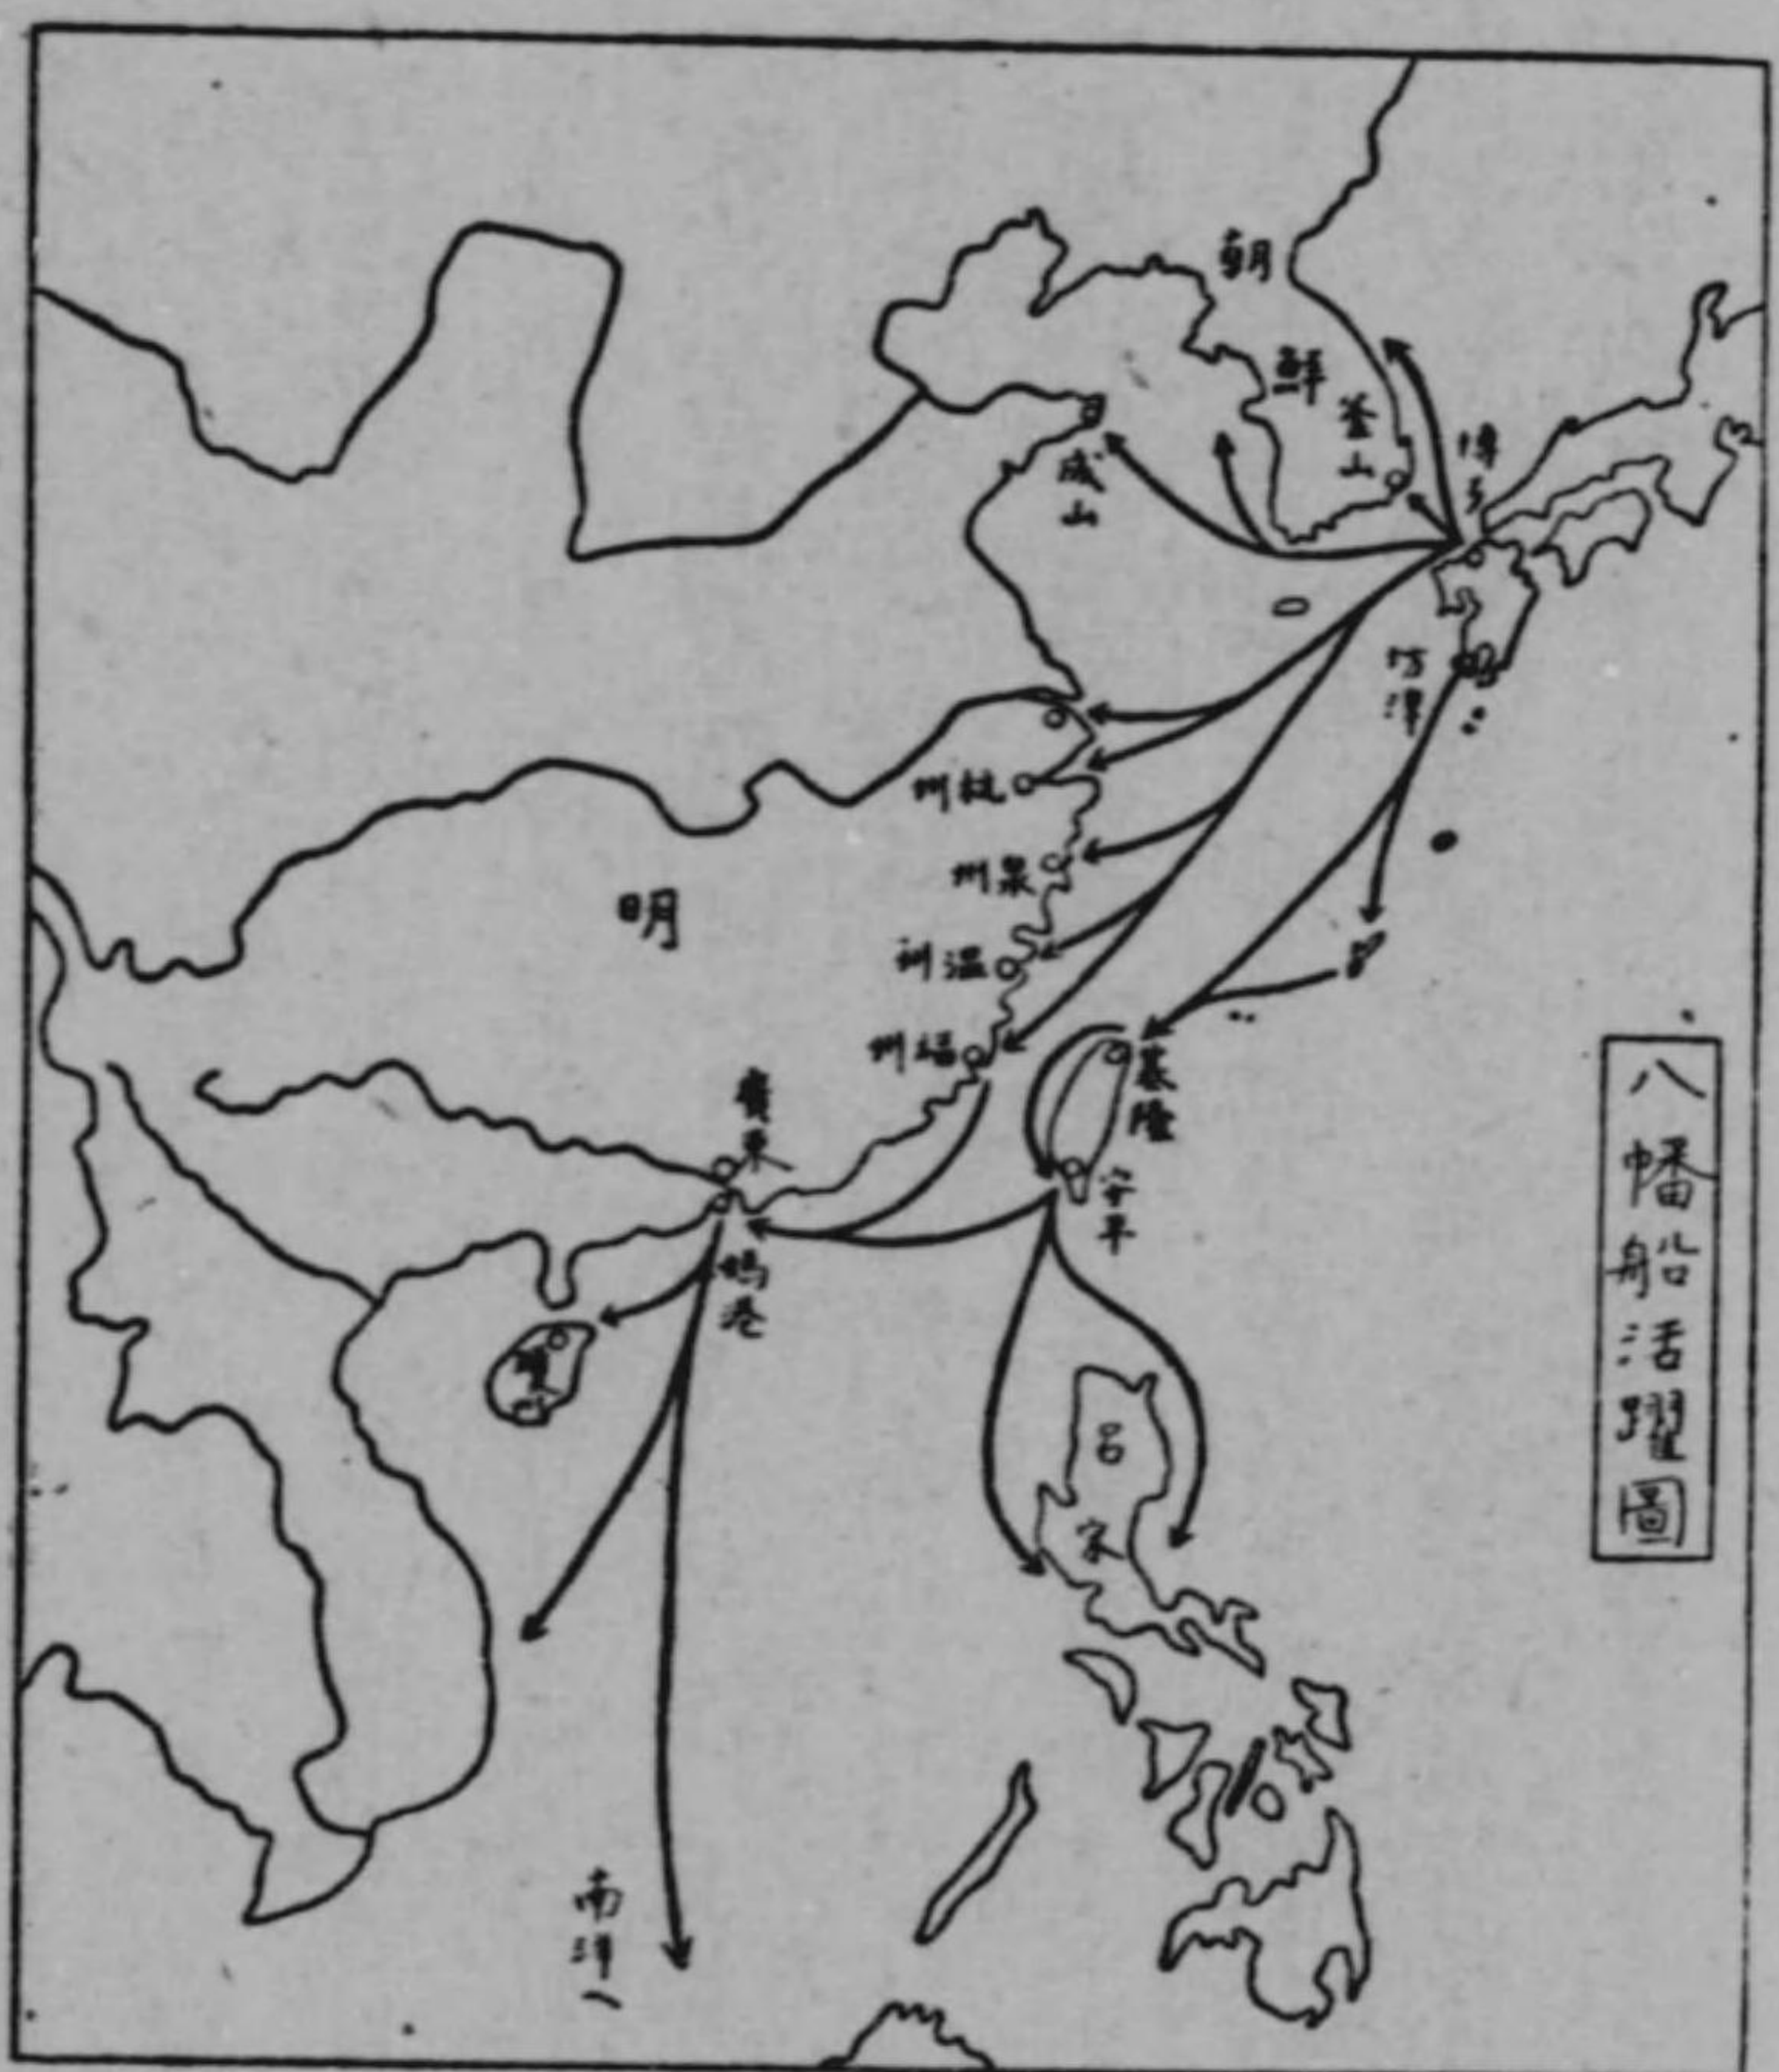 八幡船活躍圖
朝鮮
釜山
博多
成山
坊津
州杭
州泉
明
州温
州福
基隆
安平
廣東
媽港
呂宋
南洋へ